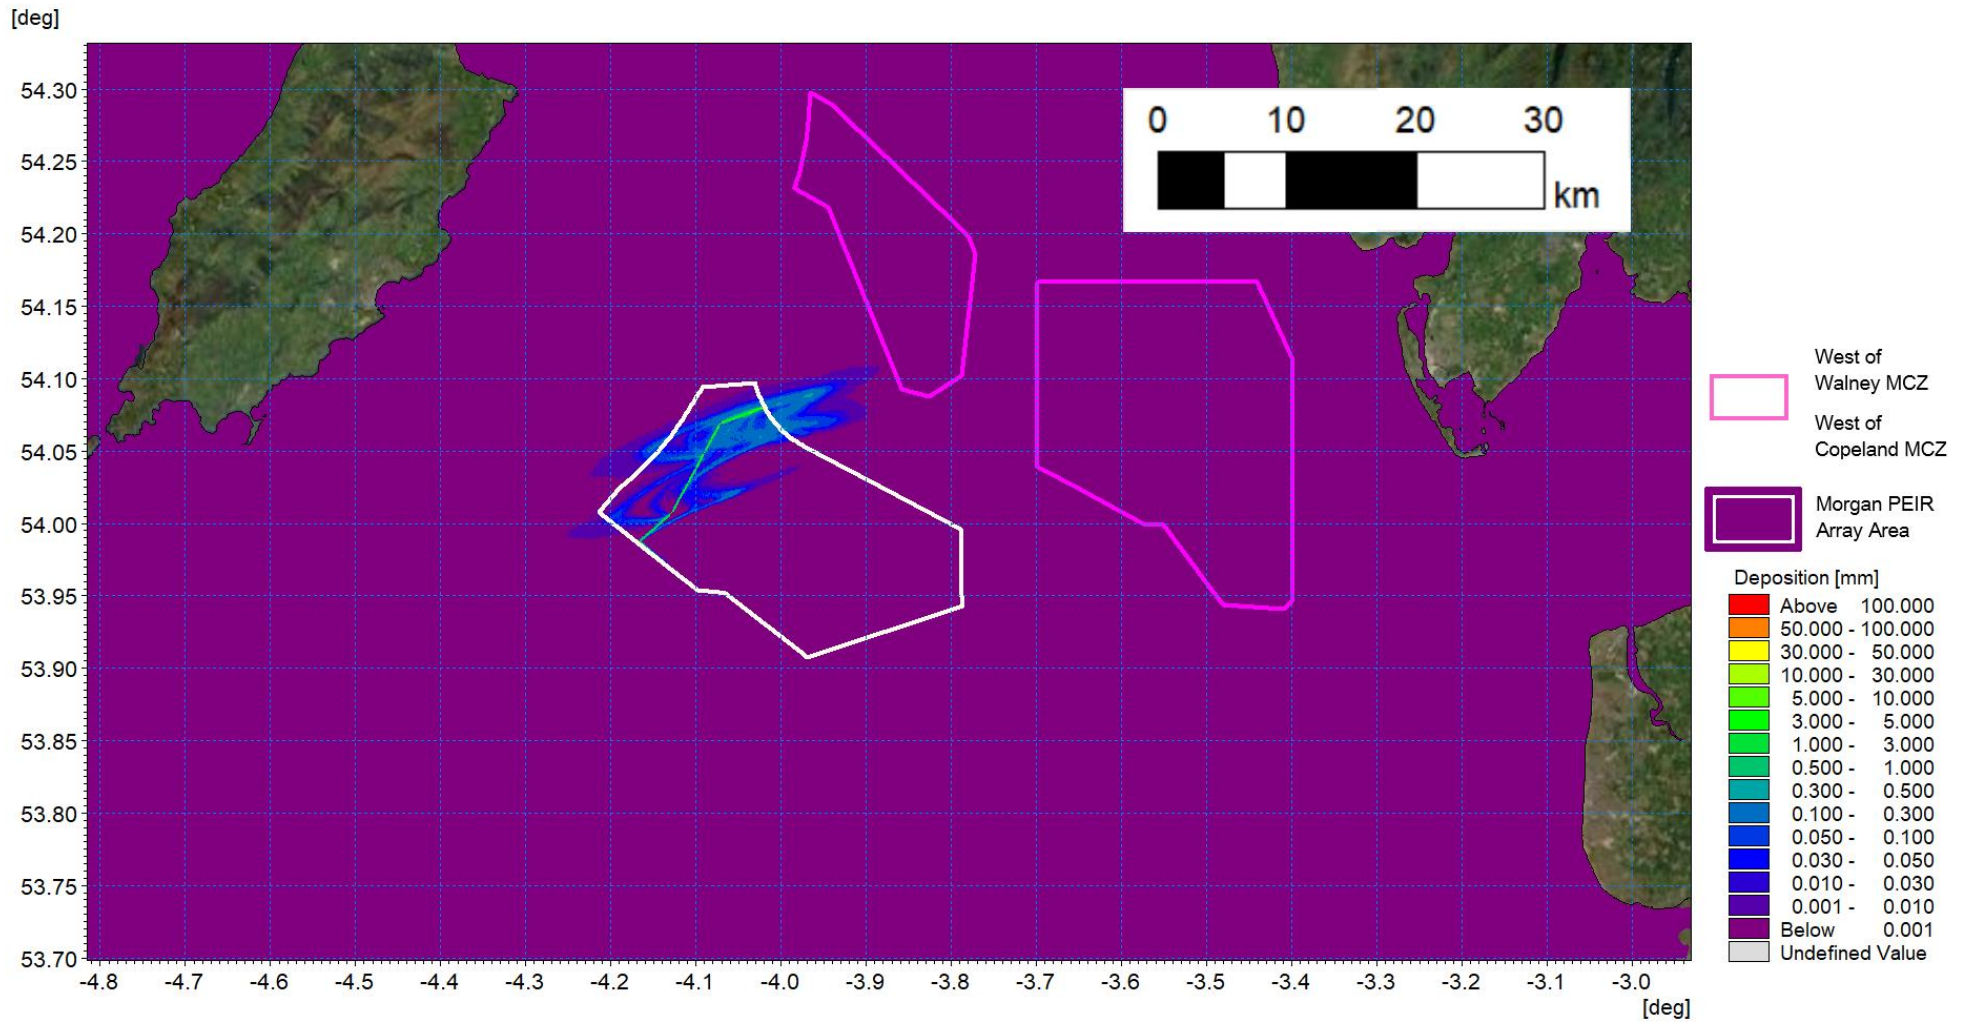 [deg]
54.30
54.25
54.20
54.15
54.10
54.05
54.00
53.95
53.90
53.85
53.80
53.75
53.70
-4.8 -4.7 -4.6 -4.5 -4.4 -4.3 -4.2 -4.1 -4.0 -3.9 -3.8 -3.7 -3.6 -3.5 -3.4 -3.3 -3.2 -3.1 -3.0
[deg]
0 10 20 30
km
West of
Walney MCZ
West of
Copeland MCZ
Morgan PEIR
Array Area
Deposition [mm]
Above 100.000
50.000 - 100.000
30.000 - 50.000
10.000 - 30.000
5.000 - 10.000
3.000 - 5.000
1.000 - 3.000
0.500 - 1.000
0.300 - 0.500
0.100 - 0.300
0.050 - 0.100
0.030 - 0.050
0.010 - 0.030
0.001 - 0.010
Below 0.001
Undefined Value